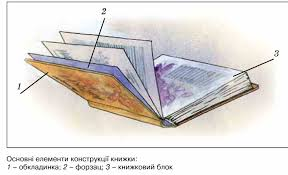 2
3
1
Основні елементи конструкції книжки:
1 – обкладинка; 2 – форзац; 3 – книжковий блок